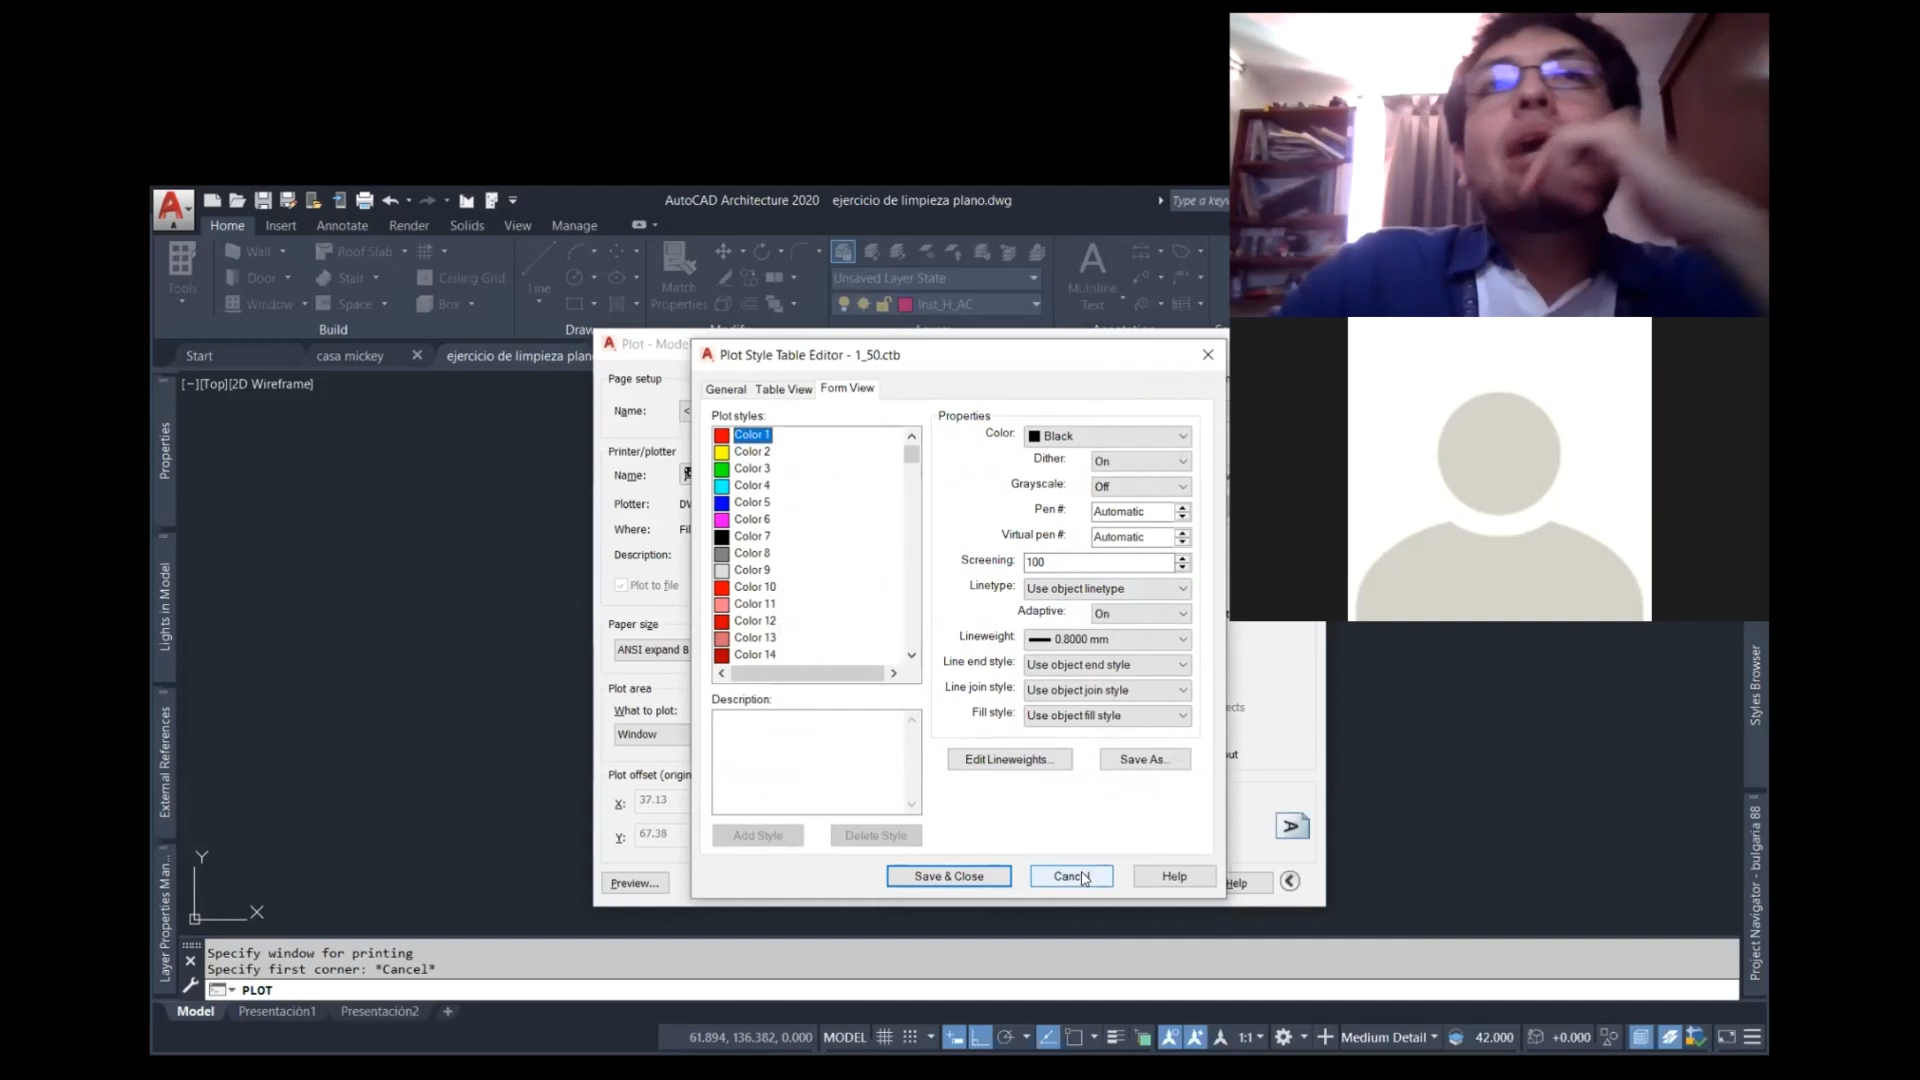 AutoCAD Architecture 2020 ejercicio de limpieza plano.dwg
Home Insert Annotate Render Solids View Manage
Wall Roof Slab
Tools Door Stair Ceiling Grid Line Match Properties Multiline Text
Window Space Box
Unsaved Layer State
Inst_H_AC
Build
Start casa mickey ejercicio de limpieza
[−][Top][2D Wireframe]
Properties
Lights in Model
External References
Layer Properties Man...
Styles Browser
Project Navigator - bulgaria 88
Page setup
Name:
Printer/plotter
Name:
Plotter:
Where:
Description:
Plot to file
Paper size
ANSI expand B
Plot area
What to plot:
Window
X: 37.13
Y: 67.38
Preview...
Plot Style Table Editor - 1_50.ctb
General Table View Form View
Plot styles:
Color 1
Color 2
Color 3
Color 4
Color 5
Color 6
Color 7
Color 8
Color 9
Color 10
Color 11
Color 12
Color 13
Color 14
Description:
Add Style Delete Style
Properties
Color: Black
Dither: On
Grayscale: Off
Pen #: Automatic
Virtual pen #: Automatic
Screening: 100
Linetype: Use object linetype
Adaptive: On
Lineweight: 0.8000 mm
Line end style: Use object end style
Line join style: Use object join style
Fill style: Use object fill style
Edit Lineweights... Save As...
Save & Close Cancel Help
Y
X
Specify window for printing
Specify first corner: *Cancel*
PLOT
Model Presentación1 Presentación2 +
61.894, 136.382, 0.000 MODEL 1:1 Medium Detail 42.000 +0.000